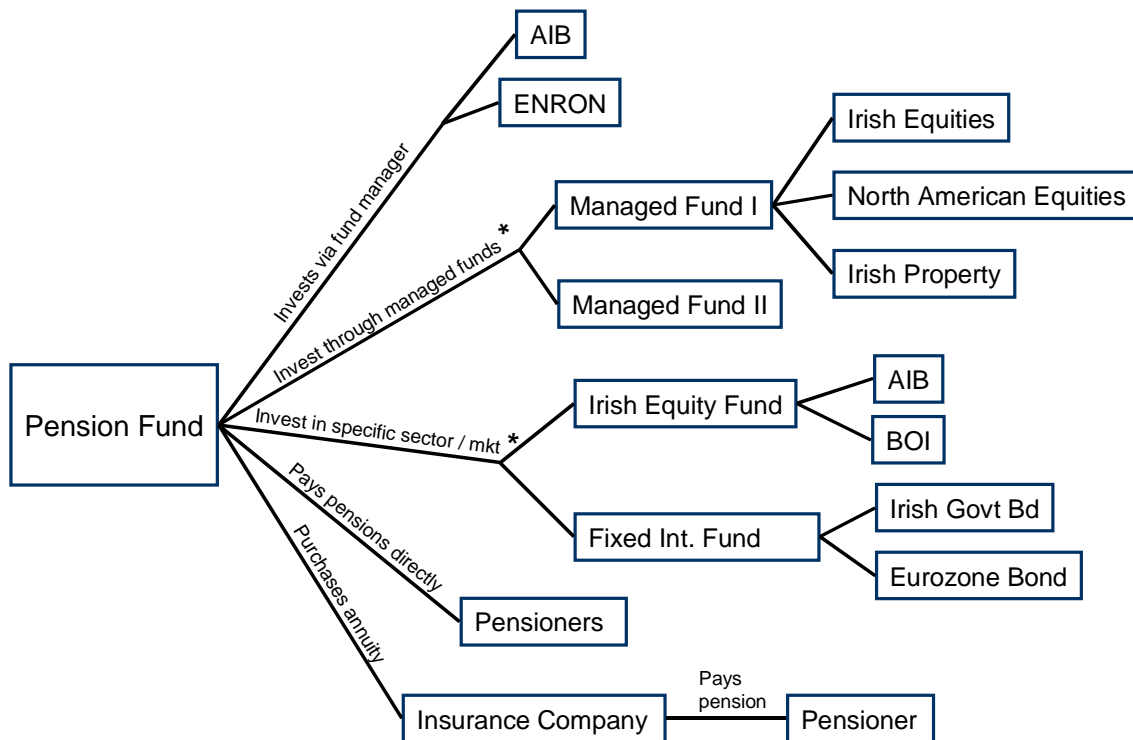 AIB
ENRON
Invests via fund manager
Irish Equities
Managed Fund I
North American Equities
Invest through managed funds *
Irish Property
Managed Fund II
Pension Fund
Invest in specific sector / mkt *
Irish Equity Fund
AIB
BOI
Fixed Int. Fund
Irish Govt Bd
Eurozone Bond
Pays pensions directly
Pensioners
Purchases annuity
Insurance Company
Pays
pension
Pensioner